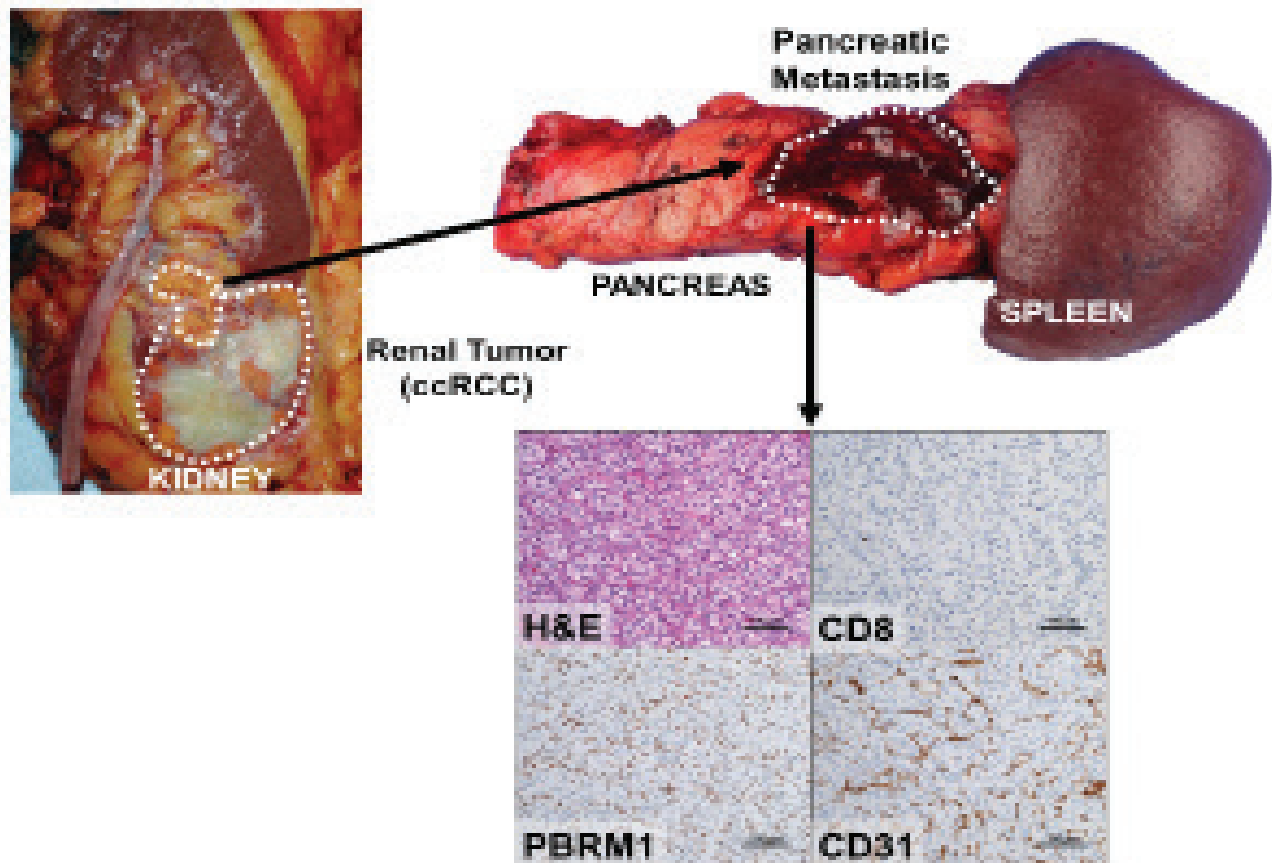 Pancreatic
Metastasis
PANCREAS
SPLEEN
Renal Tumor
(ccRCC)
KIDNEY
H&E
CD8
PBRM1
CD31